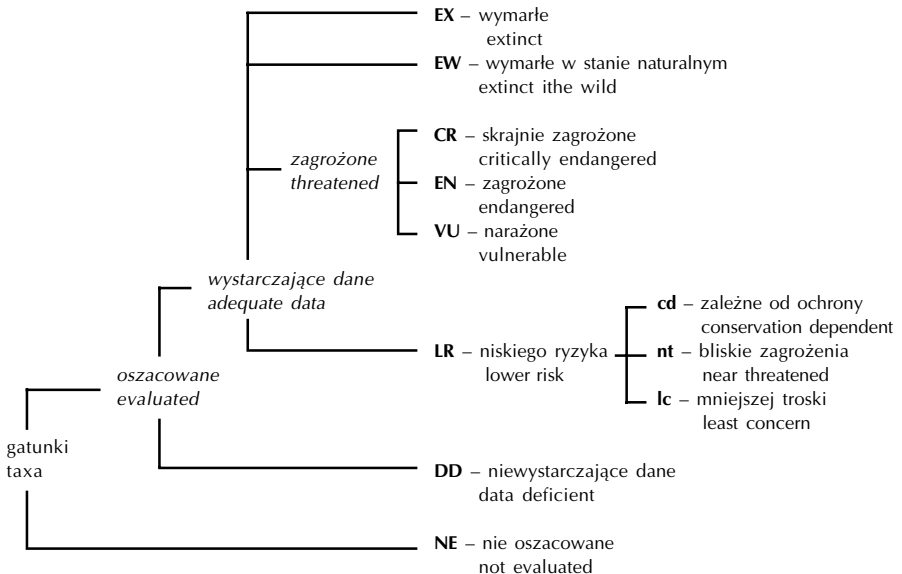 EX – wymarłe
extinct
EW – wymarłe w stanie naturalnym
extinct ithe wild
zagrożone
threatened
CR – skrajnie zagrożone
critically endangered
EN – zagrożone
endangered
VU – narażone
vulnerable
wystarczające dane
adequate data
LR – niskiego ryzyka
lower risk
cd – zależne od ochrony
conservation dependent
nt – bliskie zagrożenia
near threatened
lc – mniejszej troski
least concern
oszacowane
evaluated
gatunki
taxa
DD – niewystarczające dane
data deficient
NE – nie oszacowane
not evaluated